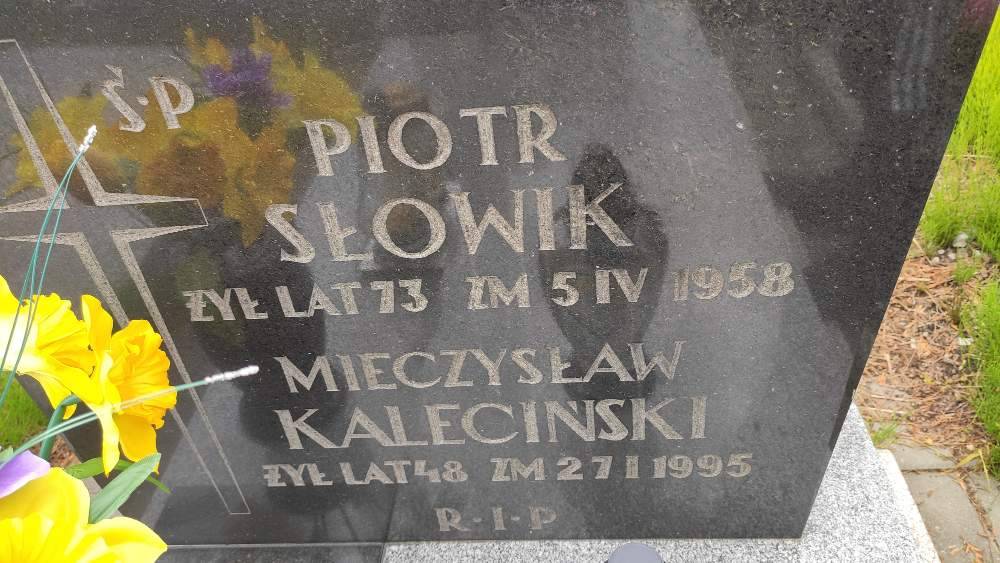 Ś.P PIOTR
SŁOWIK
ŻYŁ LAT 73 ZM 5 IV 1958
MIECZYSŁAW
KALECINSKI
ŻYŁ LAT 48 ZM 27 I 1995
R·I·P